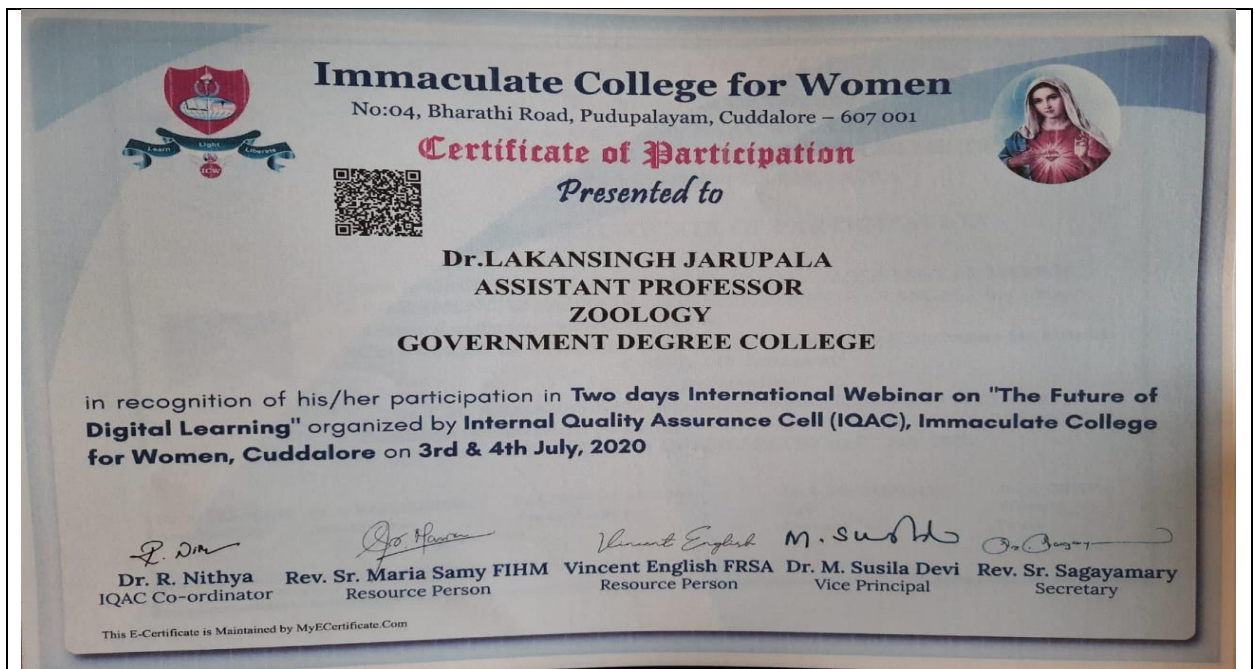 Immaculate College for Women
No:04, Bharathi Road, Pudupalayam, Cuddalore – 607 001
Learn Light Liberate
ICW
Certificate of Participation
Presented to
Dr.LAKANSINGH JARUPALA
ASSISTANT PROFESSOR
ZOOLOGY
GOVERNMENT DEGREE COLLEGE
in recognition of his/her participation in Two days International Webinar on "The Future of
Digital Learning" organized by Internal Quality Assurance Cell (IQAC), Immaculate College
for Women, Cuddalore on 3rd & 4th July, 2020
Vincent English
Dr. R. Nithya
IQAC Co-ordinator
Rev. Sr. Maria Samy FIHM
Resource Person
Vincent English FRSA
Resource Person
Dr. M. Susila Devi
Vice Principal
Rev. Sr. Sagayamary
Secretary
This E-Certificate is Maintained by MyECertificate.Com